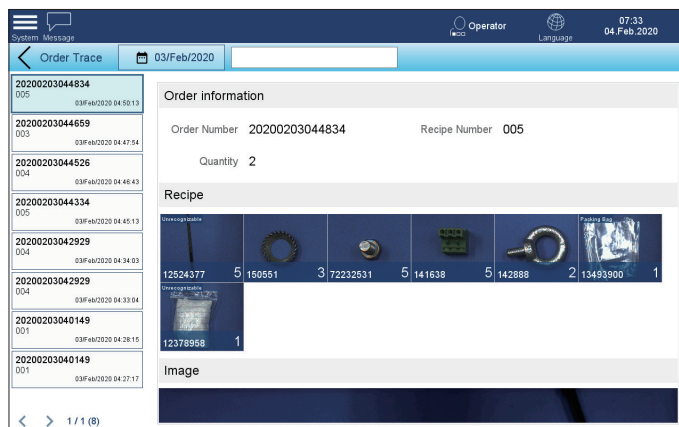 System Message
Operator
Language
07:33
04.Feb.2020
Order Trace
03/Feb/2020
20200203044834
005
03/Feb/2020 04:50:13
20200203044659
003
03/Feb/2020 04:47:54
20200203044526
004
03/Feb/2020 04:46:43
20200203044334
005
03/Feb/2020 04:45:13
20200203042929
004
03/Feb/2020 04:34:03
20200203042929
004
03/Feb/2020 04:33:04
20200203040149
001
03/Feb/2020 04:28:15
20200203040149
001
03/Feb/2020 04:27:17
1 / 1 (8)
Order information
Order Number 20200203044834 Recipe Number 005
Quantity 2
Recipe
Unrecognizable
12524377 5
150551 3
72232531 5
141638 5
142888 2
Packing Bag
13493900 1
Unrecognizable
12378958 1
Image